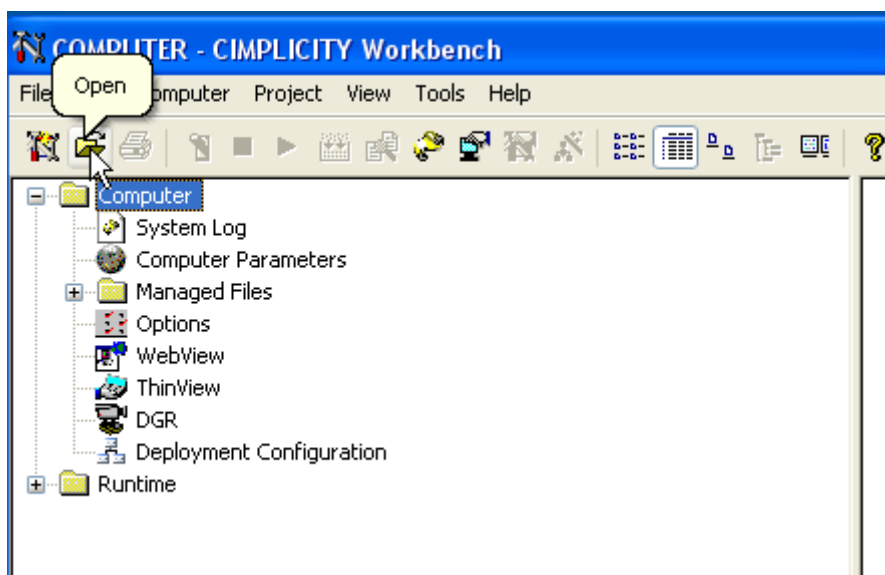 COMPUTER - CIMPLICITY Workbench
File Computer Project View Tools Help
Open
Computer
System Log
Computer Parameters
Managed Files
Options
WebView
ThinView
DGR
Deployment Configuration
Runtime